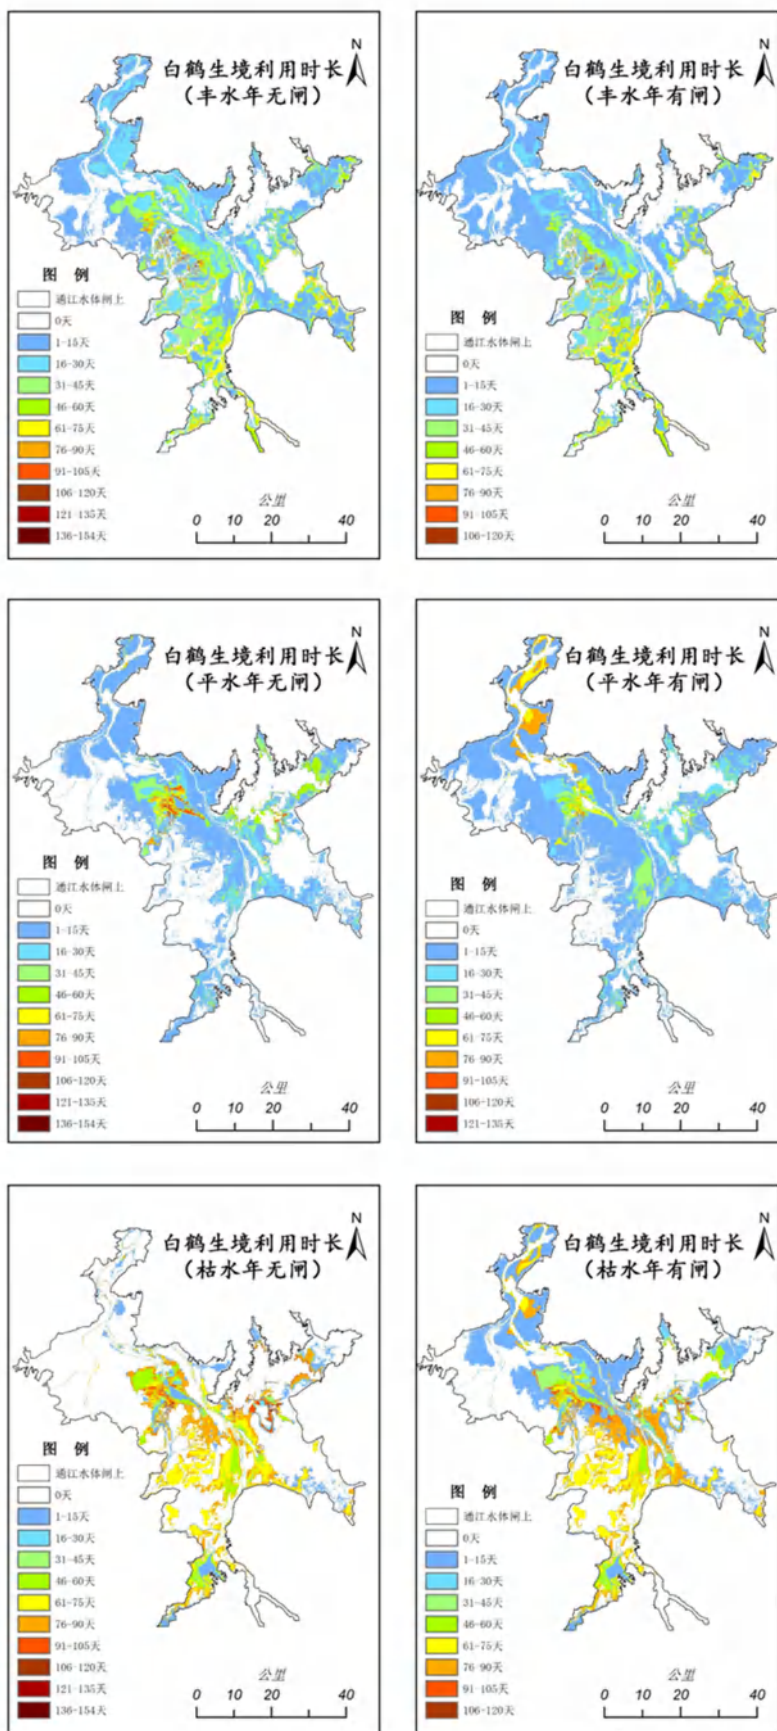 白鹤生境利用时长
（丰水年无闸）
N
图 例
通江水体闸上
0天
1-15天
16-30天
31-45天
46-60天
61-75天
76-90天
91-105天
106-120天
121-135天
136-154天
公里
0 10 20 40
白鹤生境利用时长
（丰水年有闸）
N
图 例
通江水体闸上
0天
1-15天
16-30天
31-45天
46-60天
61-75天
76-90天
91-105天
106-120天
公里
0 10 20 40
白鹤生境利用时长
（平水年无闸）
N
图 例
通江水体闸上
0天
1-15天
16-30天
31-45天
46-60天
61-75天
76-90天
91-105天
106-120天
121-135天
136-154天
公里
0 10 20 40
白鹤生境利用时长
（平水年有闸）
N
图 例
通江水体闸上
0天
1-15天
16-30天
31-45天
46-60天
61-75天
76-90天
91-105天
106-120天
121-135天
公里
0 10 20 40
白鹤生境利用时长
（枯水年无闸）
N
图 例
通江水体闸上
0天
1-15天
16-30天
31-45天
46-60天
61-75天
76-90天
91-105天
106-120天
121-135天
136-154天
公里
0 10 20 40
白鹤生境利用时长
（枯水年有闸）
N
图 例
通江水体闸上
0天
1-15天
16-30天
31-45天
46-60天
61-75天
76-90天
91-105天
106-120天
公里
0 10 20 40